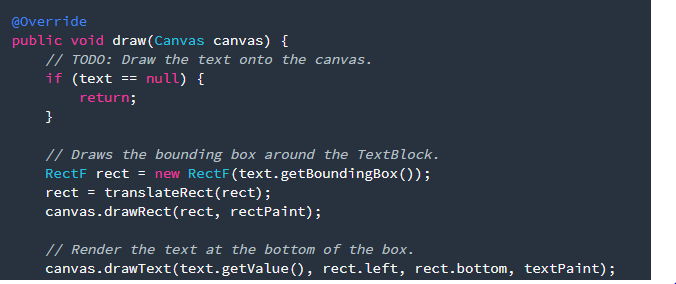 @Override
public void draw(Canvas canvas) {
    // TODO: Draw the text onto the canvas.
    if (text == null) {
        return;
    }

    // Draws the bounding box around the TextBlock.
    RectF rect = new RectF(text.getBoundingBox());
    rect = translateRect(rect);
    canvas.drawRect(rect, rectPaint);

    // Render the text at the bottom of the box.
    canvas.drawText(text.getValue(), rect.left, rect.bottom, textPaint);